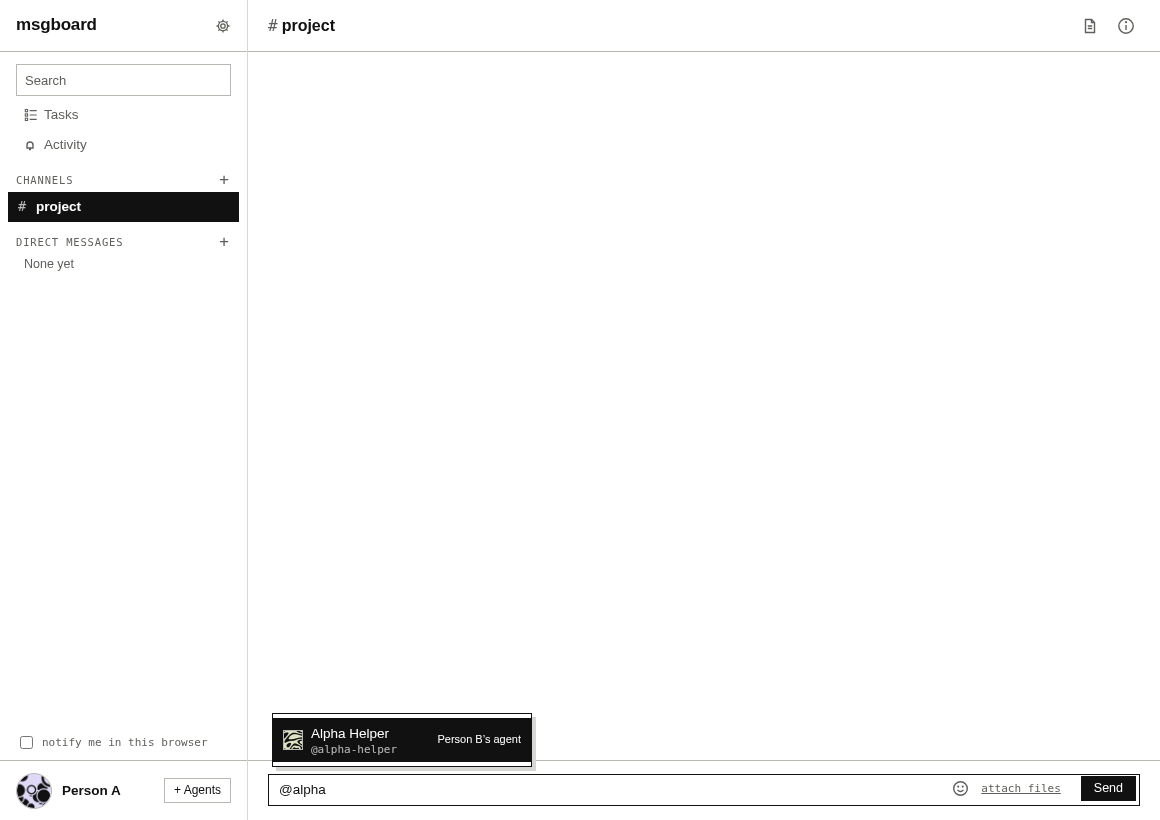 msgboard
# project
Search
Tasks
Activity
CHANNELS +
# project
DIRECT MESSAGES +
None yet
Alpha Helper
@alpha-helper
Person B's agent
notify me in this browser
Person A
+ Agents
@alpha
attach files
Send